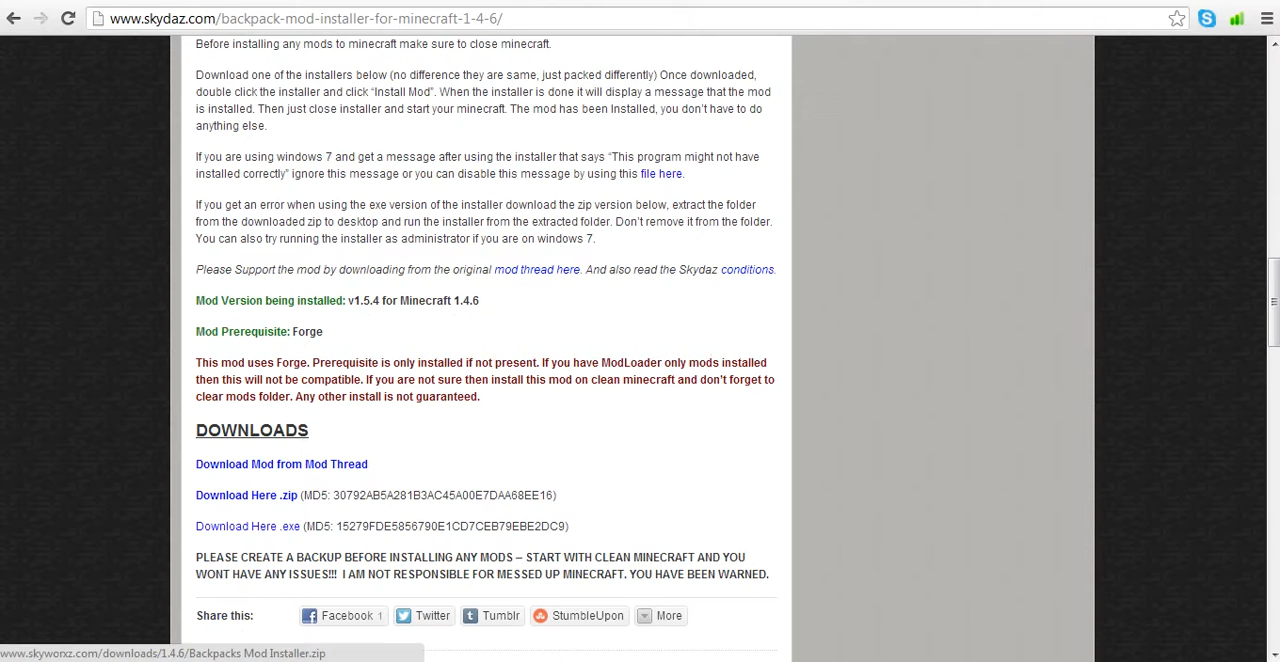 www.skydaz.com/backpack-mod-installer-for-minecraft-1-4-6/
Before installing any mods to minecraft make sure to close minecraft.
Download one of the installers below (no difference they are same, just packed differently) Once downloaded,
double click the installer and click “Install Mod”. When the installer is done it will display a message that the mod
is installed. Then just close installer and start your minecraft. The mod has been Installed, you don’t have to do
anything else.
If you are using windows 7 and get a message after using the installer that says “This program might not have
installed correctly” ignore this message or you can disable this message by using this file here.
If you get an error when using the exe version of the installer download the zip version below, extract the folder
from the downloaded zip to desktop and run the installer from the extracted folder. Don’t remove it from the folder.
You can also try running the installer as administrator if you are on windows 7.
Please Support the mod by downloading from the original mod thread here. And also read the Skydaz conditions.
Mod Version being installed: v1.5.4 for Minecraft 1.4.6
Mod Prerequisite: Forge
This mod uses Forge. Prerequisite is only installed if not present. If you have ModLoader only mods installed
then this will not be compatible. If you are not sure then install this mod on clean minecraft and don’t forget to
clear mods folder. Any other install is not guaranteed.
DOWNLOADS
Download Mod from Mod Thread
Download Here .zip (MD5: 30792AB5A281B3AC45A00E7DAA68EE16)
Download Here .exe (MD5: 15279FDE5856790E1CD7CEB79EBE2DC9)
PLEASE CREATE A BACKUP BEFORE INSTALLING ANY MODS – START WITH CLEAN MINECRAFT AND YOU
WONT HAVE ANY ISSUES!!! I AM NOT RESPONSIBLE FOR MESSED UP MINECRAFT. YOU HAVE BEEN WARNED.
Share this: Facebook 1 Twitter Tumblr StumbleUpon More
www.skyworxz.com/downloads/1.4.6/Backpacks Mod Installer.zip